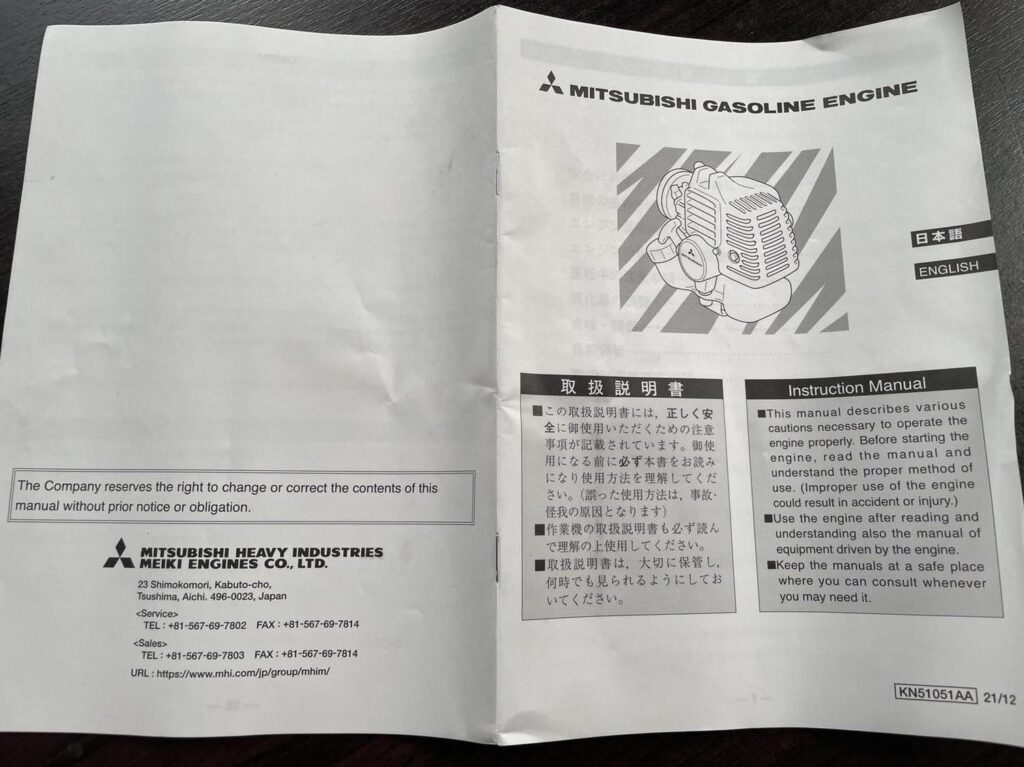 The Company reserves the right to change or correct the contents of this
manual without prior notice or obligation.
MITSUBISHI HEAVY INDUSTRIES
MEIKI ENGINES CO., LTD.
23 Shimokomori, Kabuto-cho,
Tsushima, Aichi. 496-0023, Japan
<Service>
TEL : +81-567-69-7802 FAX : +81-567-69-7814
<Sales>
TEL : +81-567-69-7803 FAX : +81-567-69-7814
URL : https://www.mhi.com/jp/group/mhim/
MITSUBISHI GASOLINE ENGINE
日本語
ENGLISH
取扱説明書
■この取扱説明書には，正しく安
全に御使用いただくための注意
事項が記載されています。御使
用になる前に必ず本書をお読み
になり使用方法を理解してくだ
さい。（誤った使用方法は，事故・
怪我の原因となります）
■作業機の取扱説明書も必ず読ん
で理解の上使用してください。
■取扱説明書は，大切に保管し，
何時でも見られるようにしてお
いてください。
Instruction Manual
■This manual describes various
cautions necessary to operate the
engine properly. Before starting the
engine, read the manual and
understand the proper method of
use. (Improper use of the engine
could result in accident or injury.)
■Use the engine after reading and
understanding also the manual of
equipment driven by the engine.
■Keep the manuals at a safe place
where you can consult whenever
you may need it.
KN51051AA 21/12